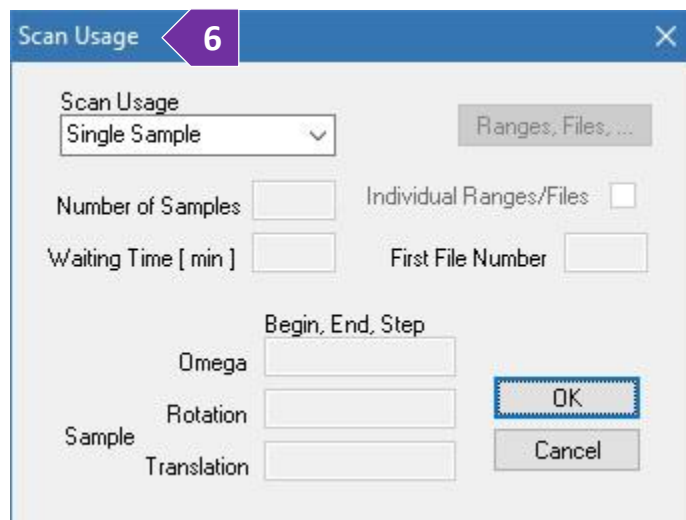 Scan Usage 6
Scan Usage
Single Sample
Ranges, Files, ...
Number of Samples
Individual Ranges/Files
Waiting Time [ min ]
First File Number
Begin, End, Step
Omega
Rotation
Sample
Translation
OK
Cancel